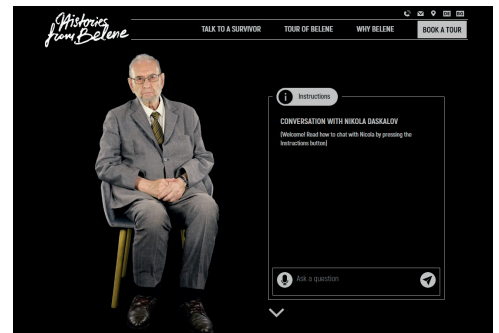 Histories
from Belene
TALK TO A SURVIVOR
TOUR OF BELENE
WHY BELENE
BOOK A TOUR
Instructions
CONVERSATION WITH NIKOLA DASKALOV
[Welcome! Read how to chat with Nicola by pressing the
Instructions button]
Ask a question